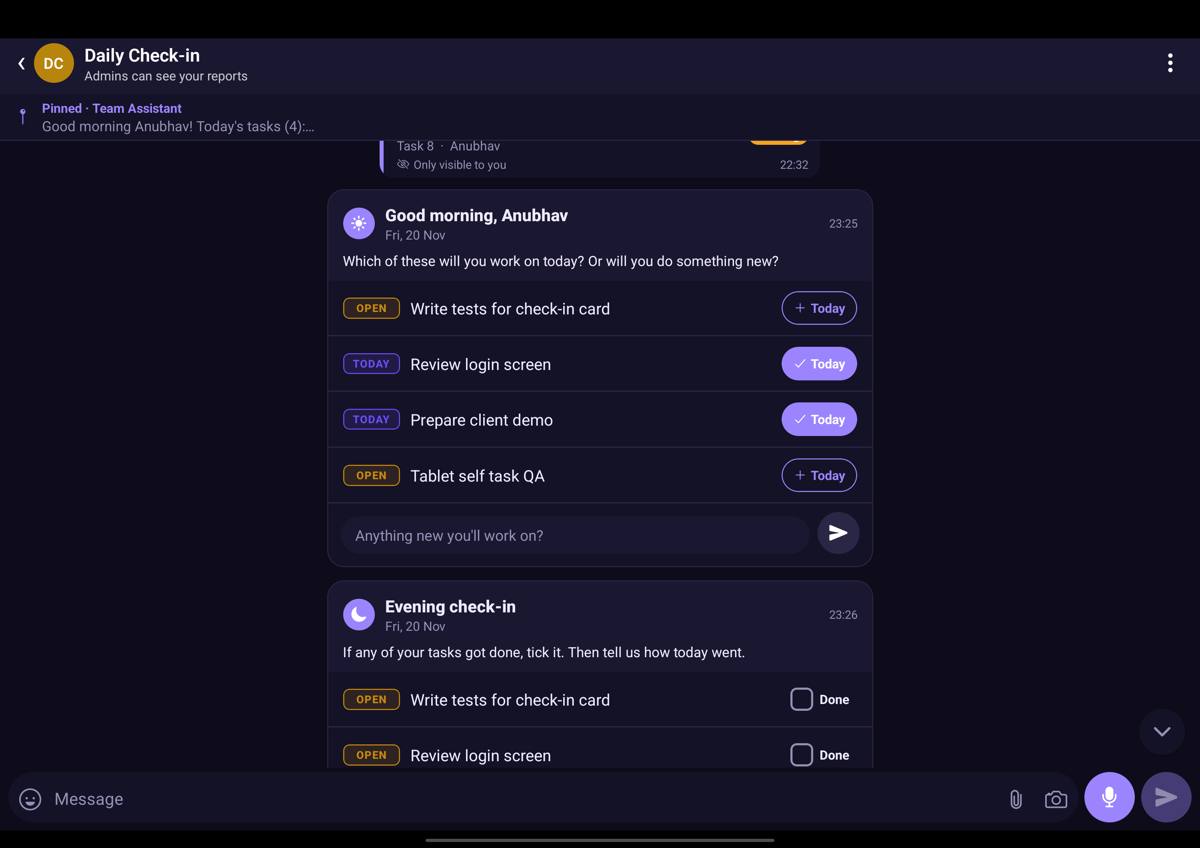 DC
Daily Check-in
Admins can see your reports
Pinned · Team Assistant
Good morning Anubhav! Today's tasks (4):...
Task 8 · Anubhav
Only visible to you
22:32
Good morning, Anubhav
23:25
Fri, 20 Nov
Which of these will you work on today? Or will you do something new?
OPEN Write tests for check-in card + Today
TODAY Review login screen ✓ Today
TODAY Prepare client demo ✓ Today
OPEN Tablet self task QA + Today
Anything new you'll work on?
Evening check-in
23:26
Fri, 20 Nov
If any of your tasks got done, tick it. Then tell us how today went.
OPEN Write tests for check-in card Done
OPEN Review login screen Done
Message